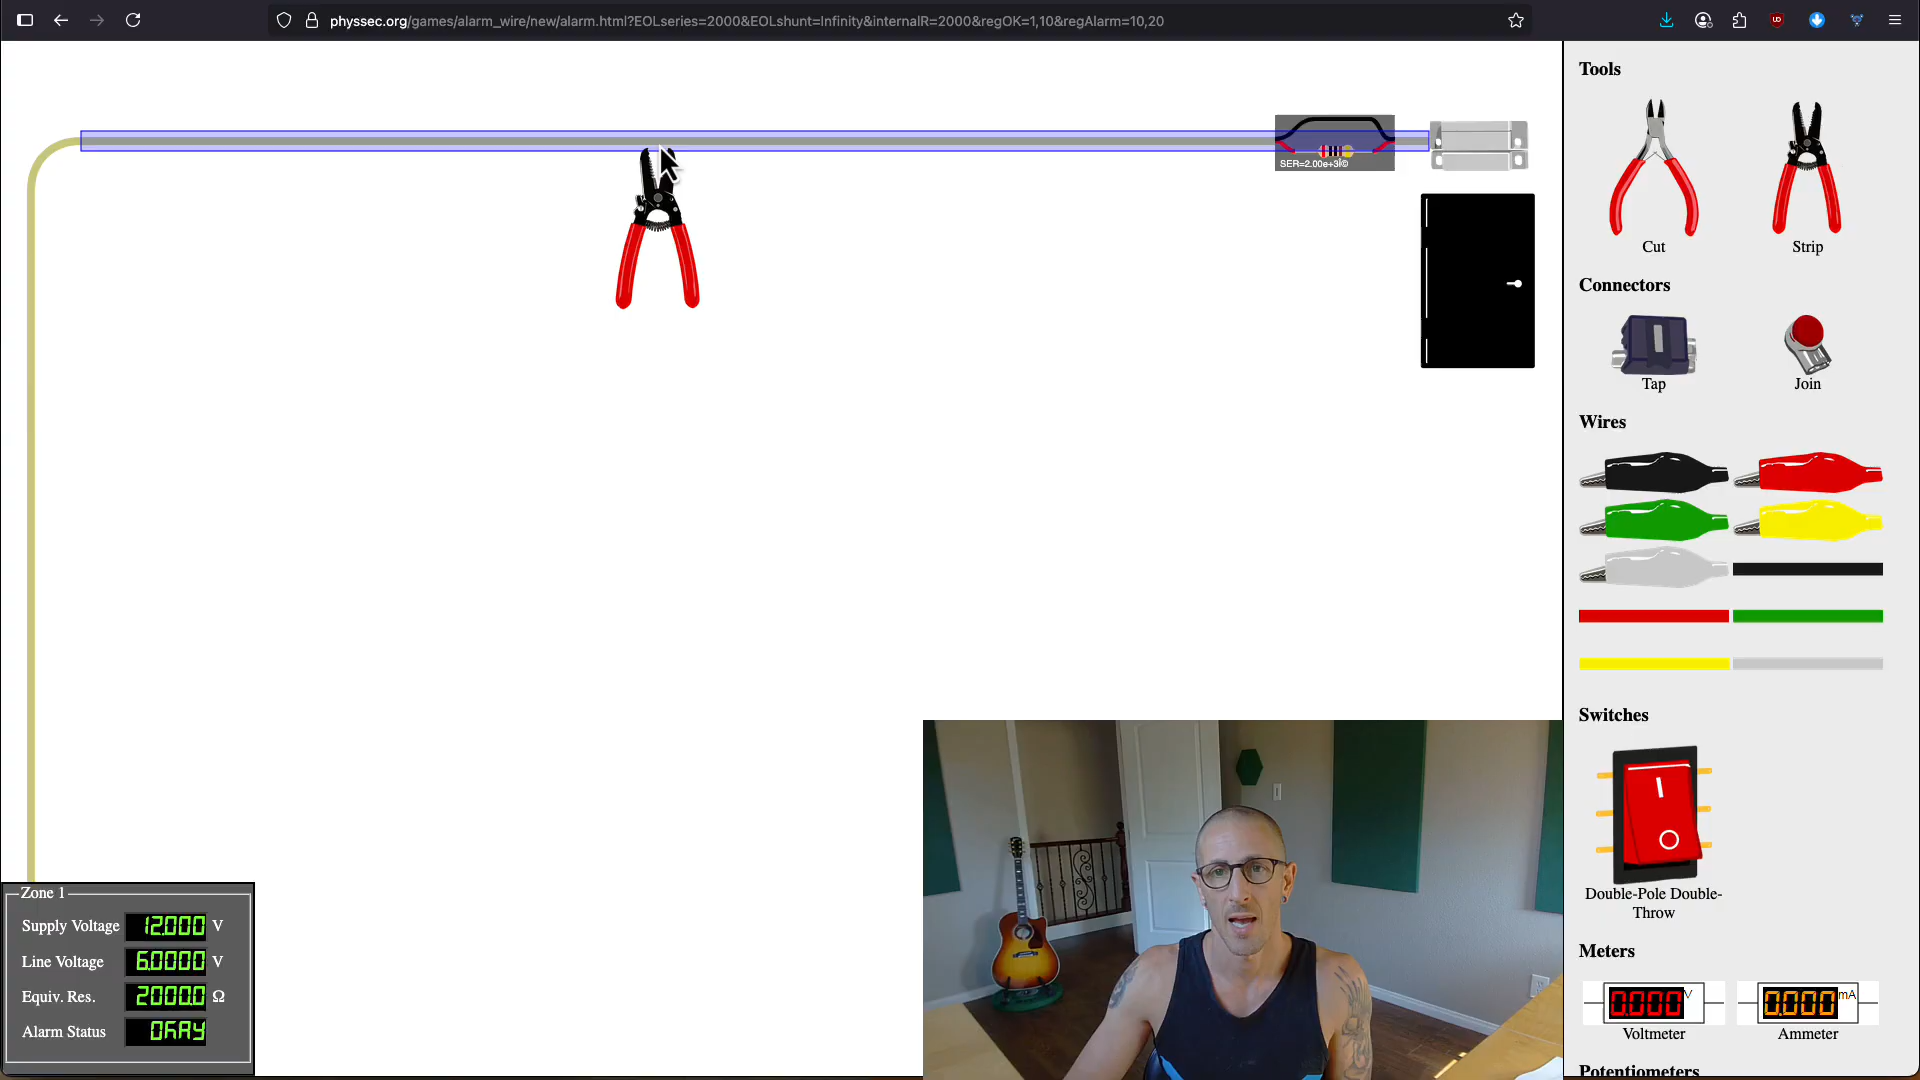 physsec.org/games/alarm_wire/new/alarm.html?EOLseries=2000&EOLshunt=Infinity&internalR=2000&regOK=1,10&regAlarm=10,20
Tools
Cut
Strip
SER=2.00e+3
Connectors
Tap
Join
Wires
Switches
Double-Pole Double-
Throw
Meters
0.000 V
0.000 mA
Voltmeter
Ammeter
Potentiometers
Zone 1
Supply Voltage 12.000 V
Line Voltage 6.0000 V
Equiv. Res. 2000.0 Ω
Alarm Status OhAy